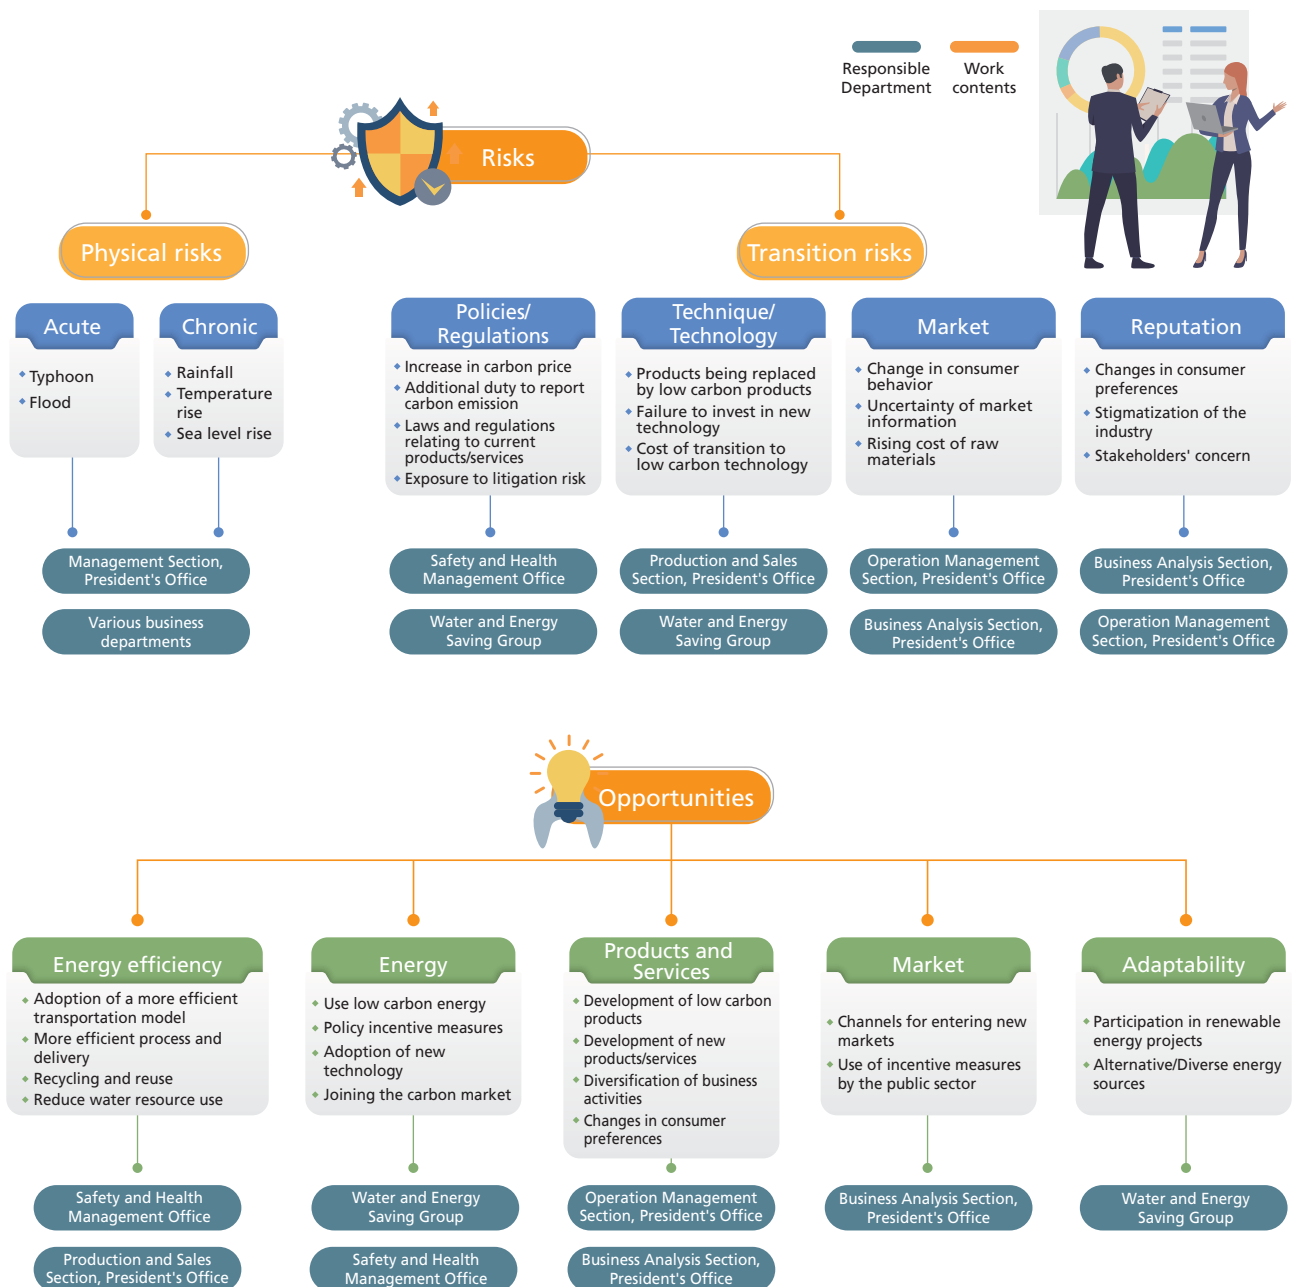 Responsible
Department
Work
contents
Risks
Physical risks
Transition risks
Acute
Typhoon
Flood
Chronic
Rainfall
Temperature
rise
Sea level rise
Policies/
Regulations
Increase in carbon price
Additional duty to report
carbon emission
Laws and regulations
relating to current
products/services
Exposure to litigation risk
Technique/
Technology
Products being replaced
by low carbon products
Failure to invest in new
technology
Cost of transition to
low carbon technology
Market
Change in consumer
behavior
Uncertainty of market
information
Rising cost of raw
materials
Reputation
Changes in consumer
preferences
Stigmatization of the
industry
Stakeholders' concern
Management Section,
President's Office
Various business
departments
Safety and Health
Management Office
Water and Energy
Saving Group
Production and Sales
Section, President's Office
Water and Energy
Saving Group
Operation Management
Section, President's Office
Business Analysis Section,
President's Office
Business Analysis Section,
President's Office
Operation Management
Section, President's Office
Opportunities
Energy efficiency
Adoption of a more efficient
transportation model
More efficient process and
delivery
Recycling and reuse
Reduce water resource use
Energy
Use low carbon energy
Policy incentive measures
Adoption of new
technology
Joining the carbon market
Products and
Services
Development of low carbon
products
Development of new
products/services
Diversification of business
activities
Changes in consumer
preferences
Market
Channels for entering new
markets
Use of incentive measures
by the public sector
Adaptability
Participation in renewable
energy projects
Alternative/Diverse energy
sources
Safety and Health
Management Office
Production and Sales
Section, President's Office
Water and Energy
Saving Group
Safety and Health
Management Office
Operation Management
Section, President's Office
Business Analysis Section,
President's Office
Business Analysis Section,
President's Office
Water and Energy
Saving Group